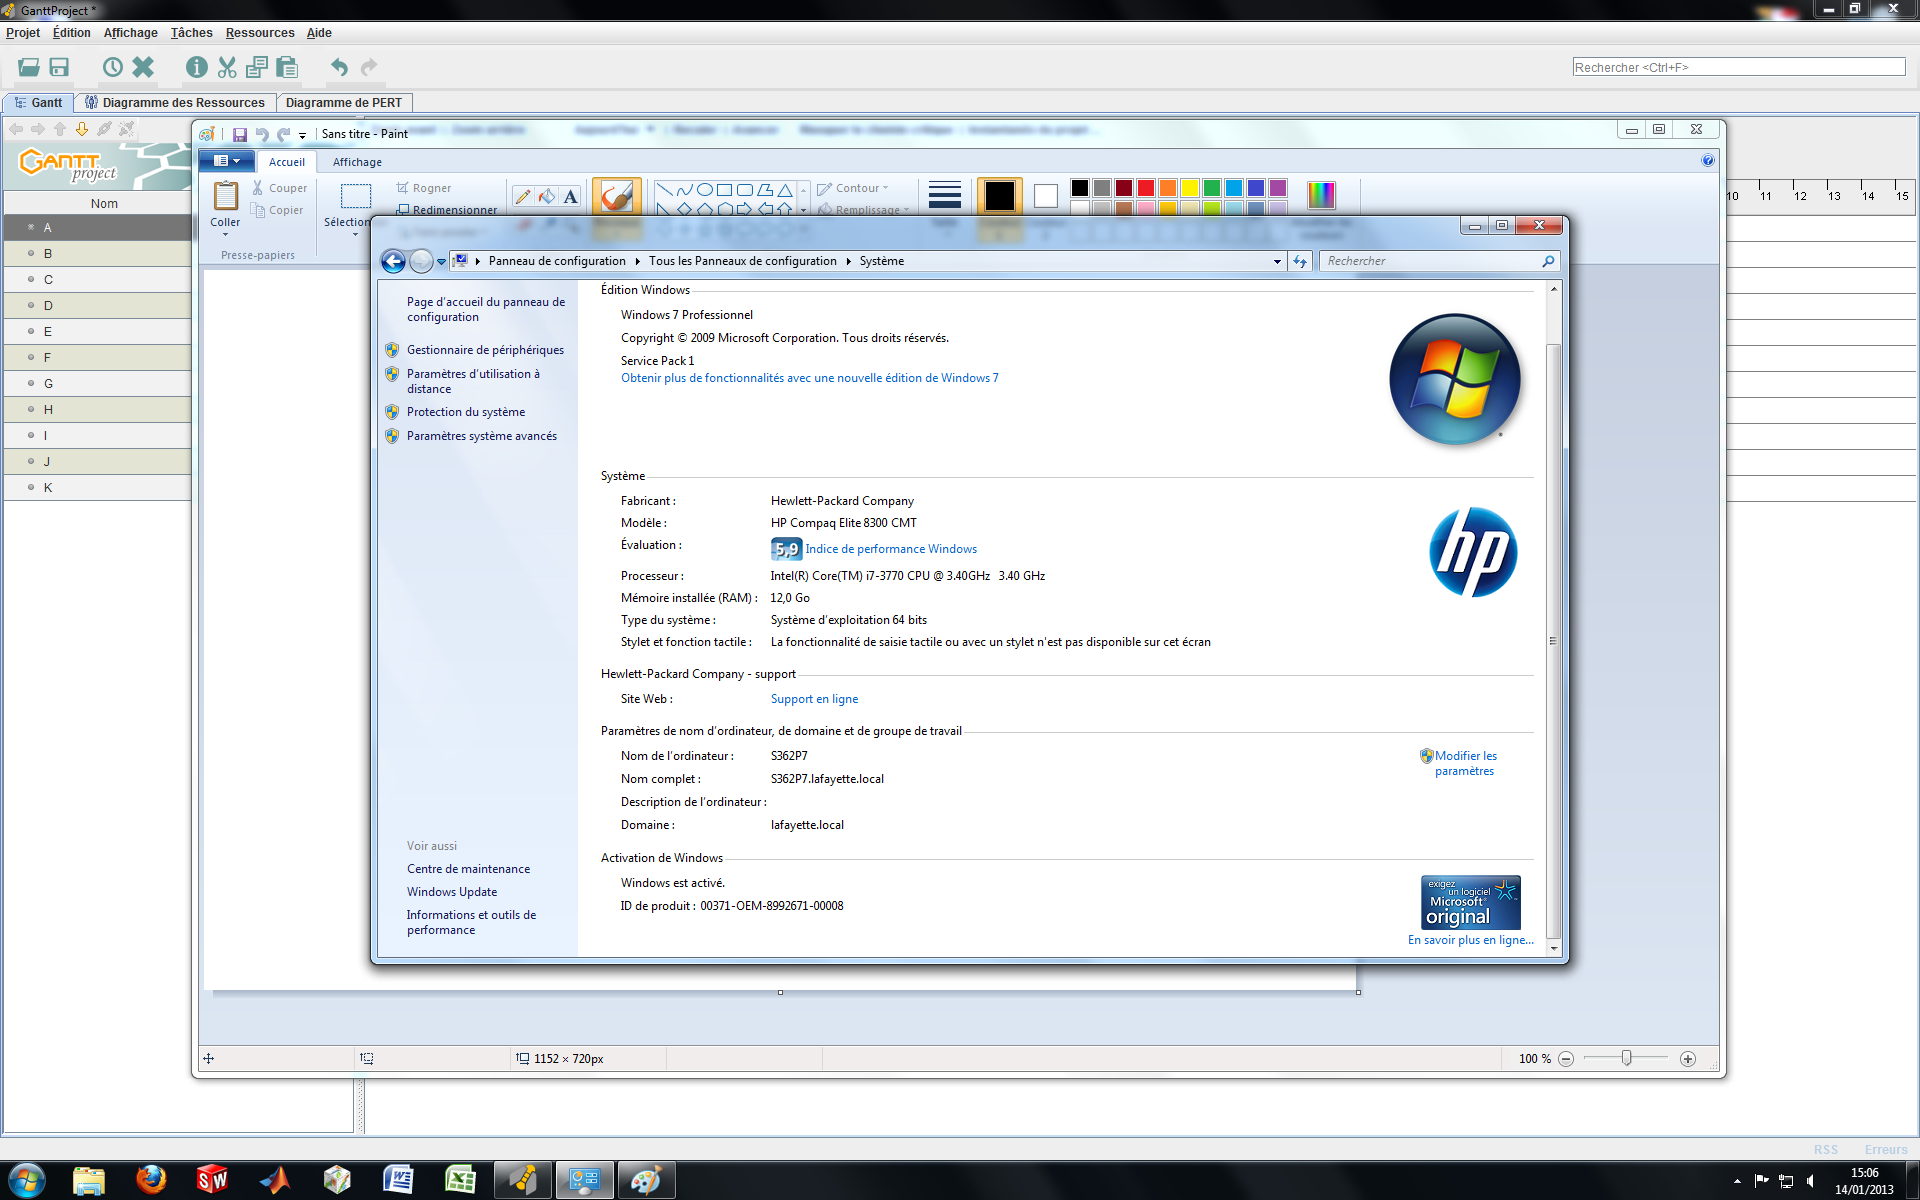 GanttProject *
Projet Édition Affichage Tâches Ressources Aide
Rechercher <Ctrl+F>
Gantt Diagramme des Ressources Diagramme de PERT
Sans titre - Paint
GANTT
project
Accueil Affichage
Couper
Copier
Coller
Presse-papiers
Rogner
Redimensionner
Contour
Remplissage
10 11 12 13 14 15
Nom
A
B
C
D
E
F
G
H
I
J
K
Panneau de configuration Tous les Panneaux de configuration Système
Rechercher
Page d'accueil du panneau de
configuration
Gestionnaire de périphériques
Paramètres d'utilisation à
distance
Protection du système
Paramètres système avancés
Voir aussi
Centre de maintenance
Windows Update
Informations et outils de
performance
Édition Windows
Windows 7 Professionnel
Copyright © 2009 Microsoft Corporation. Tous droits réservés.
Service Pack 1
Obtenir plus de fonctionnalités avec une nouvelle édition de Windows 7
Système
Fabricant : Hewlett-Packard Company
Modèle : HP Compaq Elite 8300 CMT
Évaluation : 5,9 Indice de performance Windows
Processeur : Intel(R) Core(TM) i7-3770 CPU @ 3.40GHz 3.40 GHz
Mémoire installée (RAM) : 12,0 Go
Type du système : Système d'exploitation 64 bits
Stylet et fonction tactile : La fonctionnalité de saisie tactile ou avec un stylet n'est pas disponible sur cet écran
hp
Hewlett-Packard Company - support
Site Web : Support en ligne
Paramètres de nom d'ordinateur, de domaine et de groupe de travail
Nom de l'ordinateur : S362P7
Nom complet : S362P7.lafayette.local
Description de l'ordinateur :
Domaine : lafayette.local
Modifier les
paramètres
Activation de Windows
Windows est activé.
ID de produit : 00371-OEM-8992671-00008
exigez
un logiciel
Microsoft
original
En savoir plus en ligne...
1152 × 720px
100 %
RSS Erreurs
15:06
14/01/2013